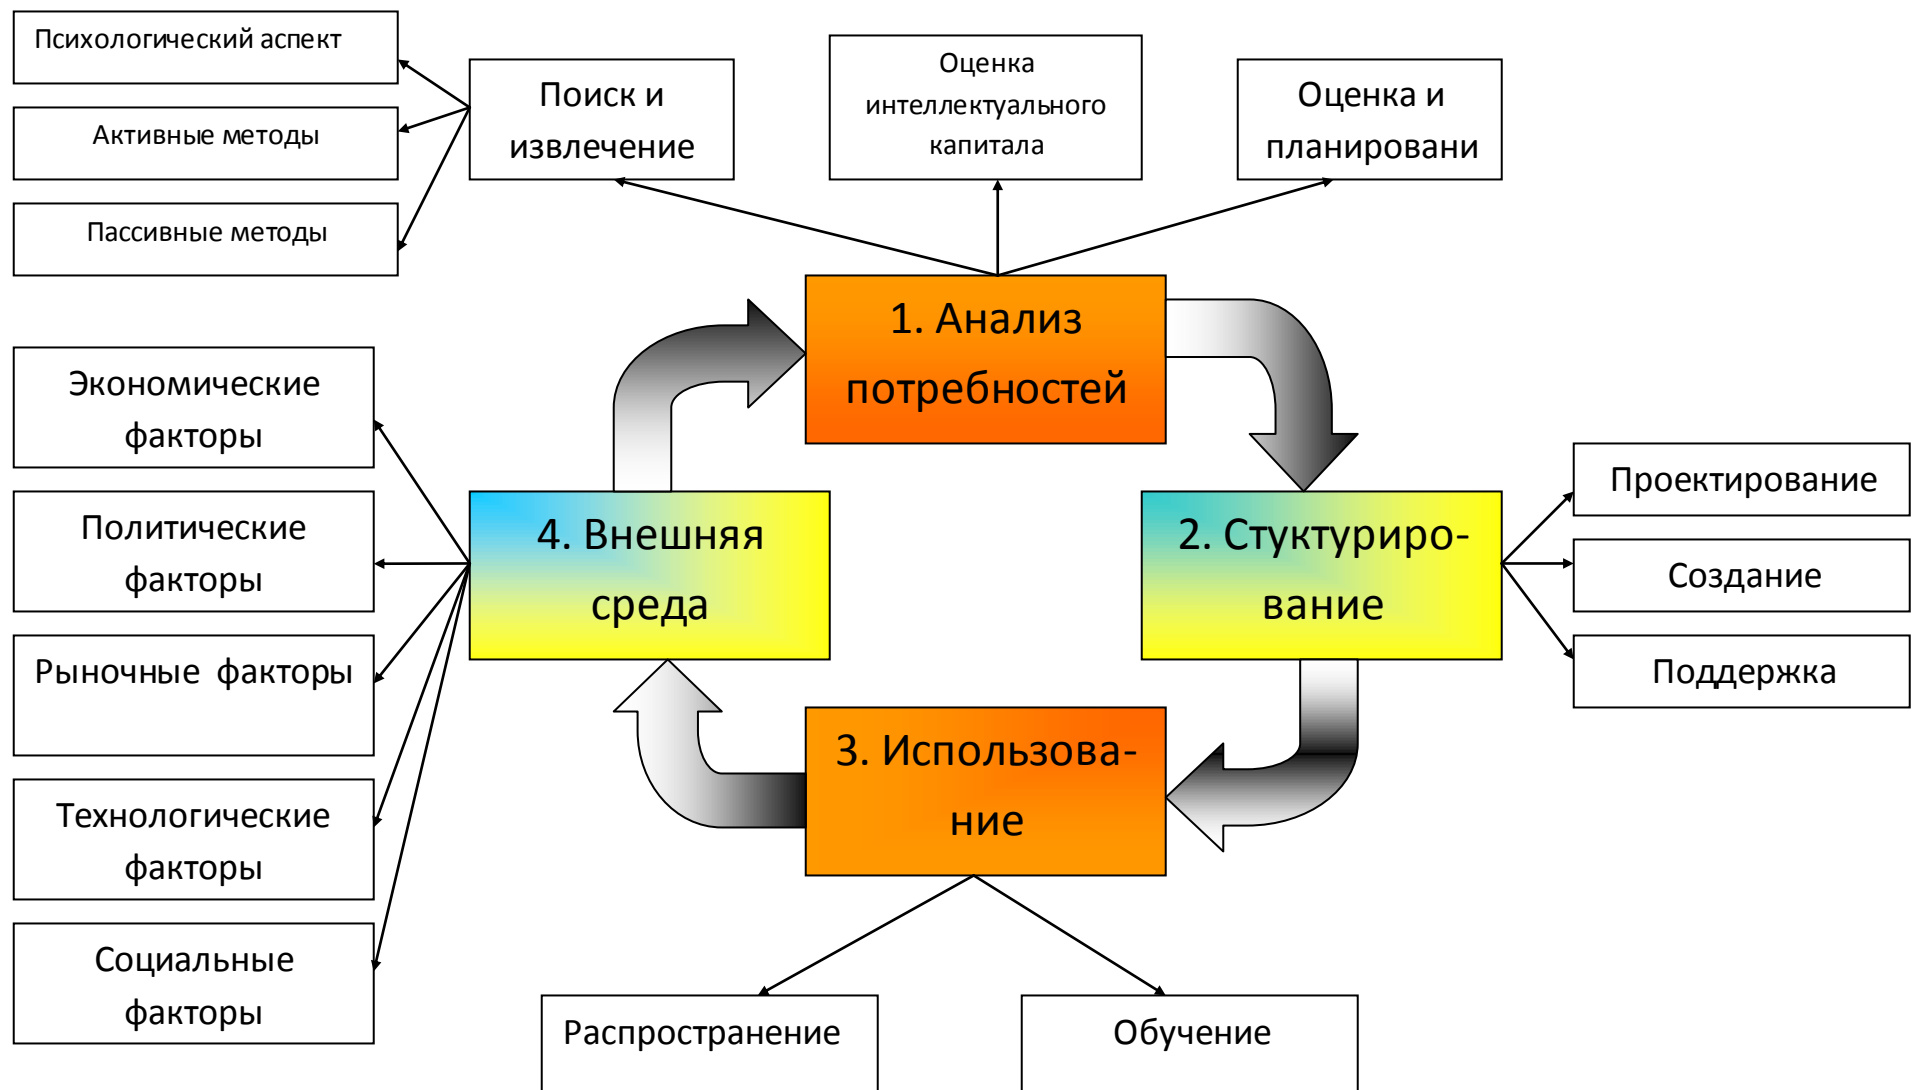 Психологический аспект
Активные методы
Пассивные методы
Поиск и
извлечение
Оценка
интеллектуального
капитала
Оценка и
планировани
1. Анализ
потребностей
Экономические
факторы
Политические
факторы
Рыночные факторы
Технологические
факторы
Социальные
факторы
4. Внешняя
среда
2. Стуктуриро-
вание
Проектирование
Создание
Поддержка
3. Использова-
ние
Распространение
Обучение